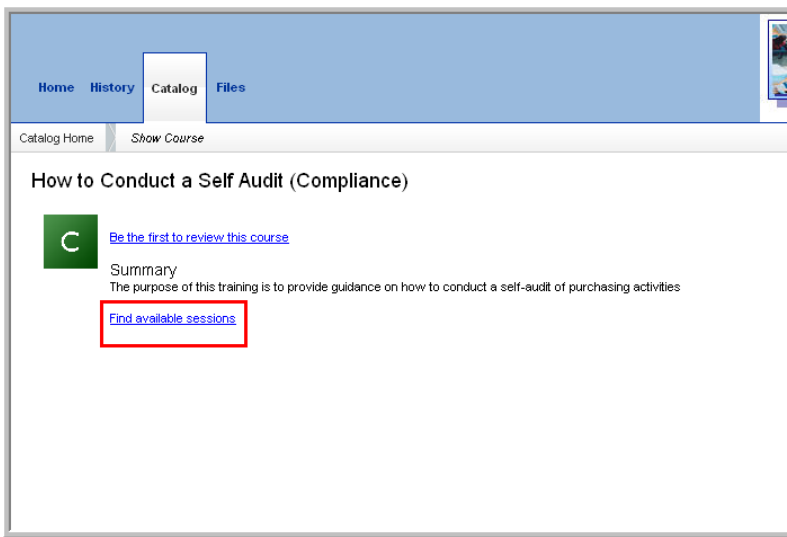 Home History Catalog Files
Catalog Home Show Course
How to Conduct a Self Audit (Compliance)
C
Be the first to review this course
Summary
The purpose of this training is to provide guidance on how to conduct a self-audit of purchasing activities
Find available sessions